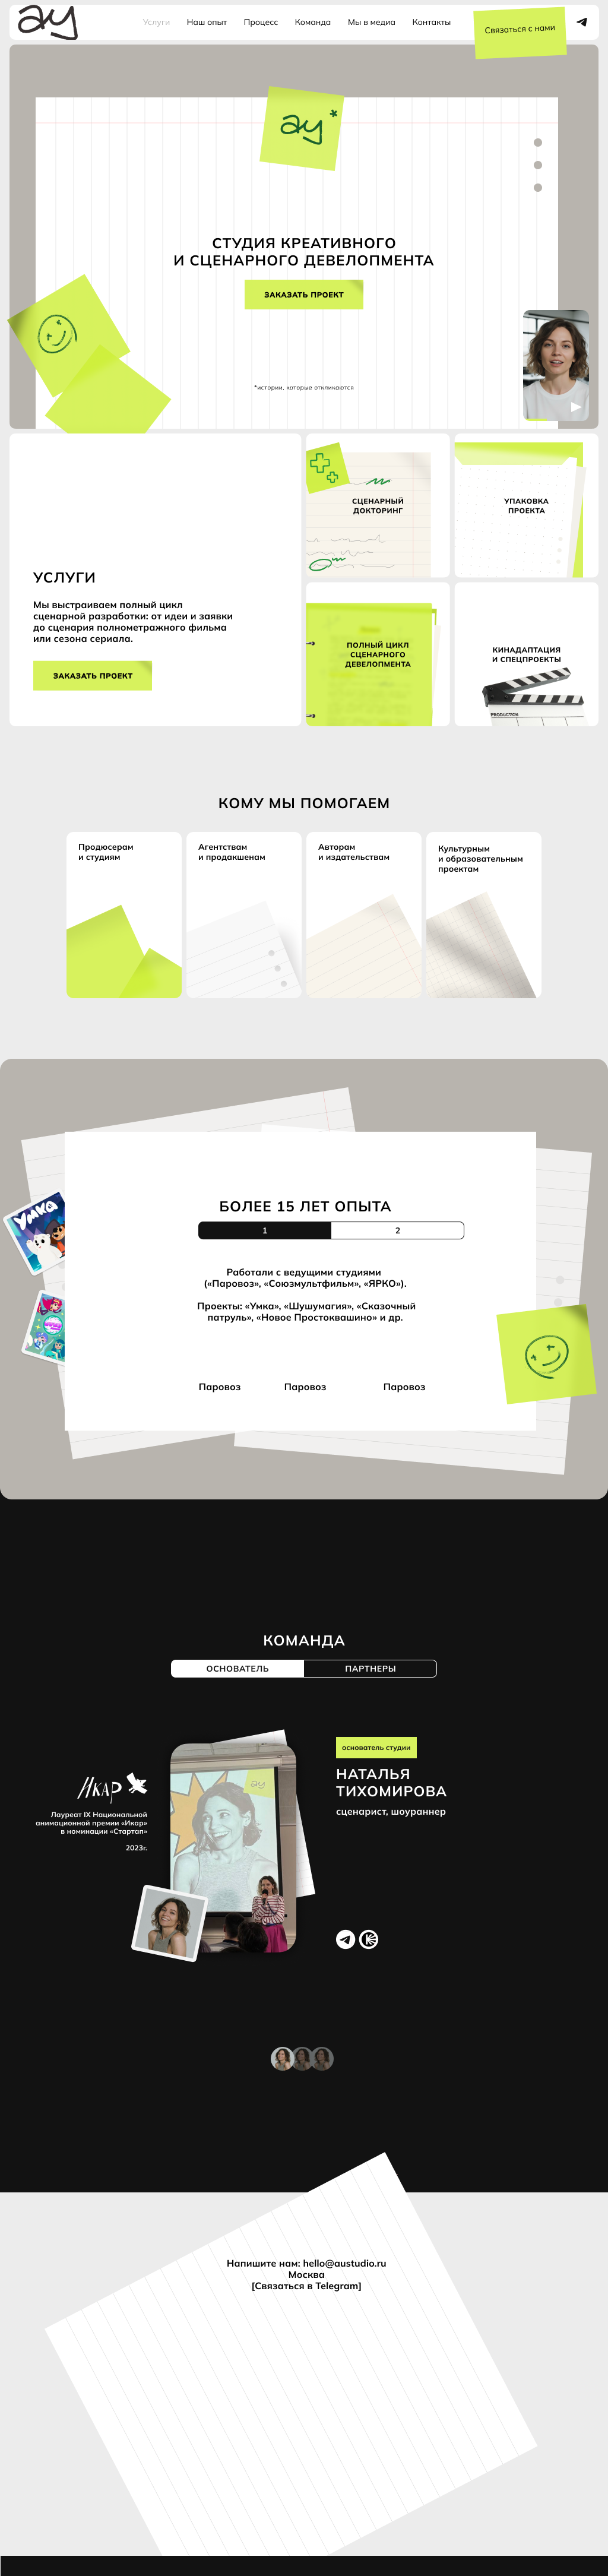 ау
Услуги
Наш опыт
Процесс
Команда
Мы в медиа
Контакты
Связаться с нами
ау
СТУДИЯ КРЕАТИВНОГО
И СЦЕНАРНОГО ДЕВЕЛОПМЕНТА
ЗАКАЗАТЬ ПРОЕКТ
*истории, которые откликаются
УСЛУГИ
Мы выстраиваем полный цикл
сценарной разработки: от идеи и заявки
до сценария полнометражного фильма
или сезона сериала.
ЗАКАЗАТЬ ПРОЕКТ
СЦЕНАРНЫЙ
ДОКТОРИНГ
УПАКОВКА
ПРОЕКТА
ПОЛНЫЙ ЦИКЛ
СЦЕНАРНОГО
ДЕВЕЛОПМЕНТА
КИНАДАПТАЦИЯ
И СПЕЦПРОЕКТЫ
PRODUCTION
КОМУ МЫ ПОМОГАЕМ
Продюсерам
и студиям
Агентствам
и продакшенам
Авторам
и издательствам
Культурным
и образовательным
проектам
БОЛЕЕ 15 ЛЕТ ОПЫТА
1
2
Умка
Работали с ведущими студиями
(«Паровоз», «Союзмультфильм», «ЯРКО»).
Проекты: «Умка», «Шушумагия», «Сказочный
патруль», «Новое Простоквашино» и др.
Паровоз
Паровоз
Паровоз
КОМАНДА
ОСНОВАТЕЛЬ
ПАРТНЕРЫ
Икар
Лауреат IX Национальной
анимационной премии «Икар»
в номинации «Стартап»
2023г.
ау
основатель студии
НАТАЛЬЯ
ТИХОМИРОВА
сценарист, шоураннер
Напишите нам: hello@austudio.ru
Москва
[Связаться в Telegram]